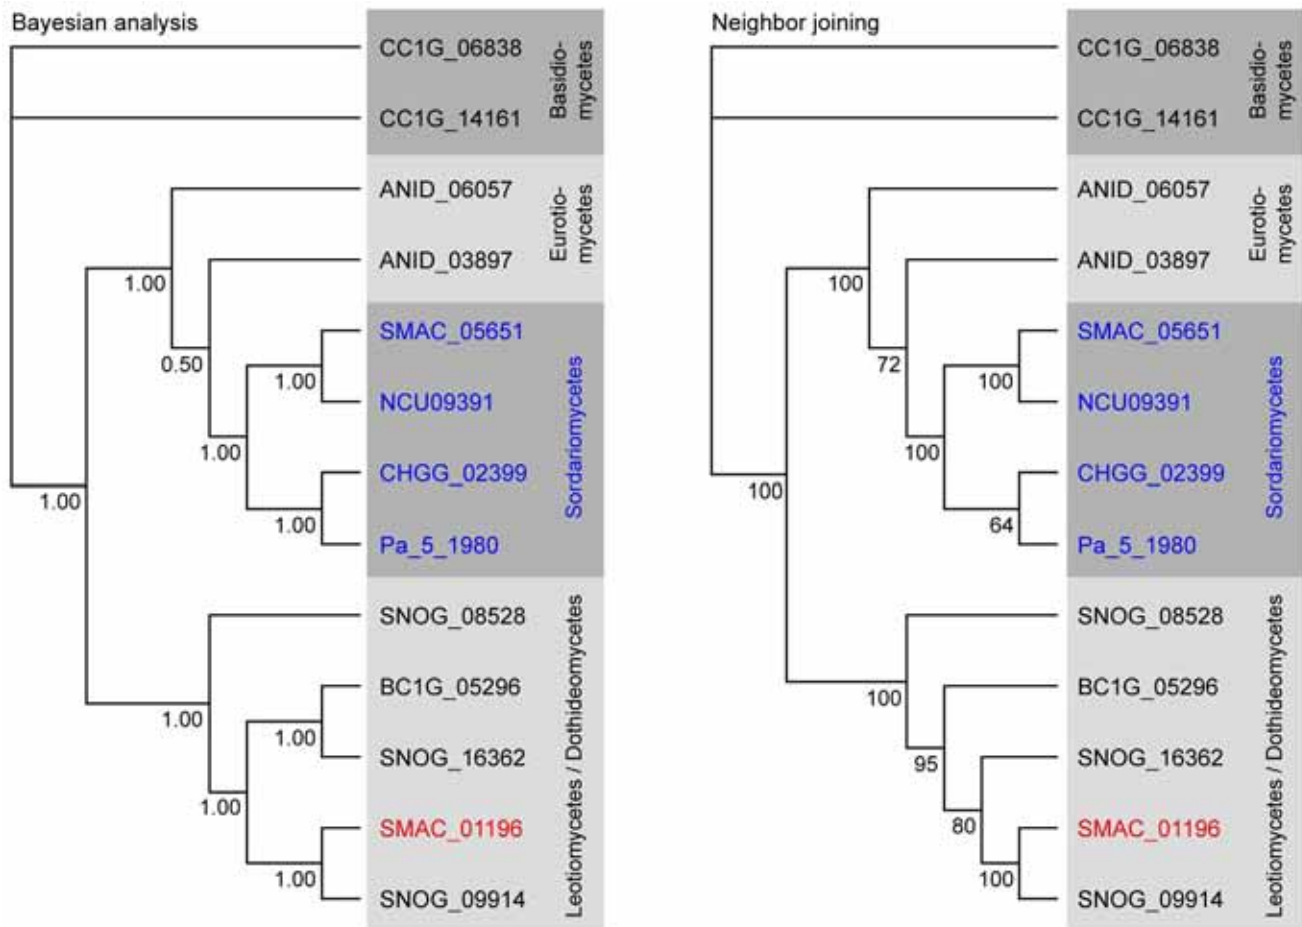 Bayesian analysis
CC1G_06838
CC1G_14161
Basidio-
mycetes
ANID_06057
ANID_03897
Eurotio-
mycetes
SMAC_05651
NCU09391
CHGG_02399
Pa_5_1980
Sordariomycetes
SNOG_08528
BC1G_05296
SNOG_16362
SMAC_01196
SNOG_09914
Leotiomycetes / Dothideomycetes
1.00
0.50
1.00
1.00
1.00
1.00
1.00
1.00
1.00
1.00
Neighbor joining
CC1G_06838
CC1G_14161
Basidio-
mycetes
ANID_06057
ANID_03897
Eurotio-
mycetes
SMAC_05651
NCU09391
CHGG_02399
Pa_5_1980
Sordariomycetes
SNOG_08528
BC1G_05296
SNOG_16362
SMAC_01196
SNOG_09914
Leotiomycetes / Dothideomycetes
100
72
100
100
100
64
100
95
80
100